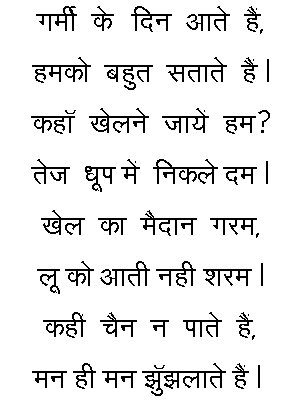 गर्मी के दिन आते हैं,
हमको बहुत सताते हैं।
कहाॅ खेलने जायें हम?
तेज धूप में निकले दम।
खेल का मैदान गरम,
लू को आती नही शरम।
कहीं चैन न पाते हैं,
मन ही मन झुॅझलाते हैं।